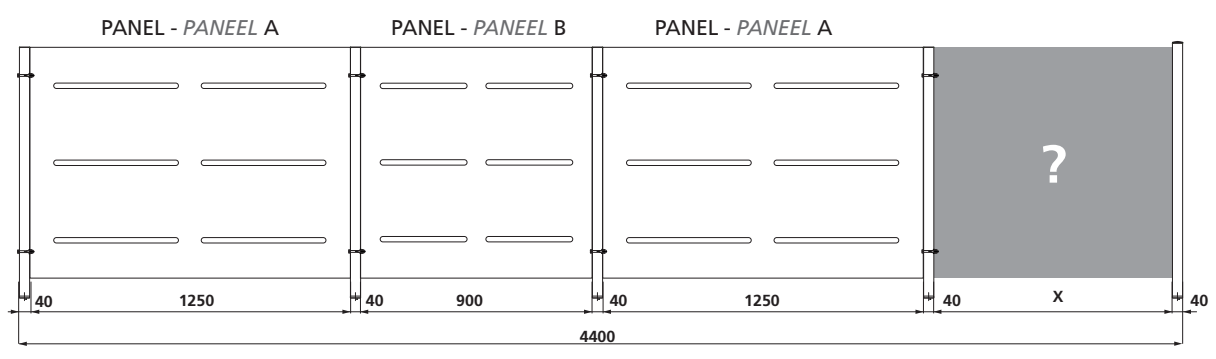 PANEL - PANEEL A PANEL - PANEEL B PANEL - PANEEL A
?
40 1250 40 900 40 1250 40 X 40
4400